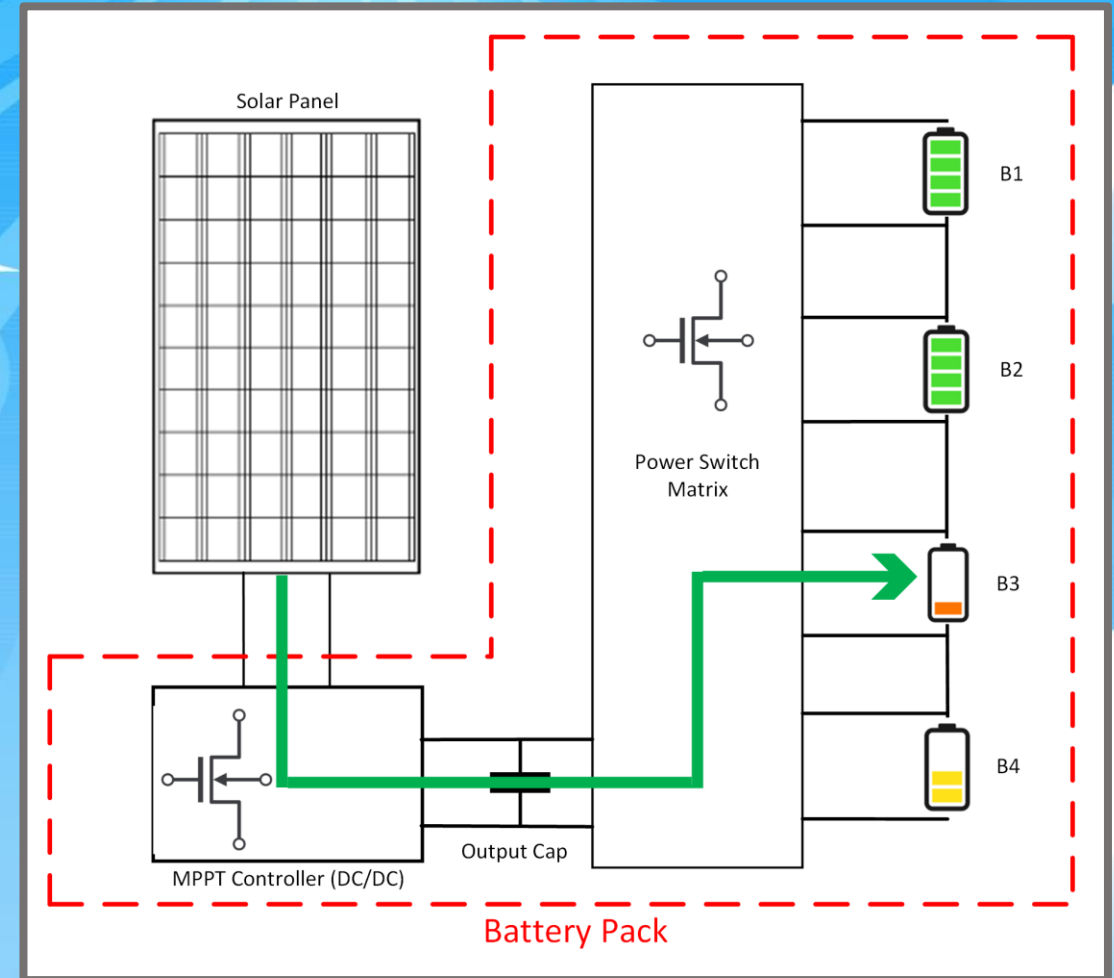 Solar Panel
B1
B2
Power Switch
Matrix
B3
B4
Output Cap
MPPT Controller (DC/DC)
Battery Pack